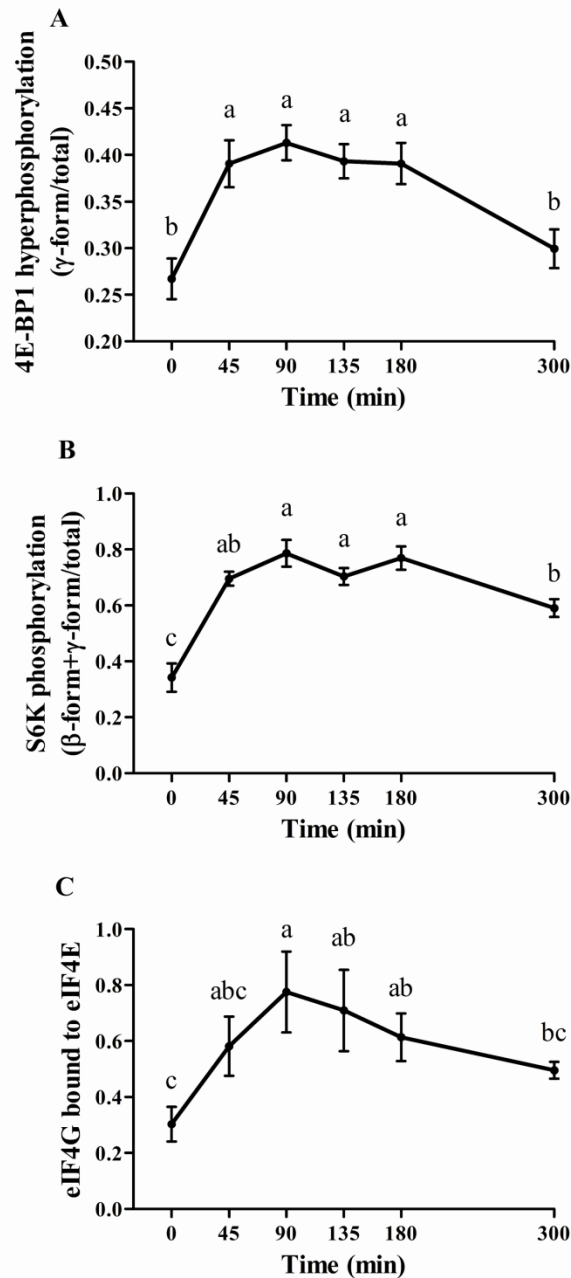 A
4E-BP1 hyperphosphorylation
(γ-form/total)
0.50
0.45
0.40
0.35
0.30
0.25
0.20
b
a
a
a
a
b
0 45 90 135 180 300
Time (min)
B
S6K phosphorylation
(β-form+γ-form/total)
1.0
0.8
0.6
0.4
0.2
0.0
c
ab
a
a
a
b
0 45 90 135 180 300
Time (min)
C
eIF4G bound to eIF4E
1.0
0.8
0.6
0.4
0.2
0.0
c
abc
a
ab
ab
bc
0 45 90 135 180 300
Time (min)